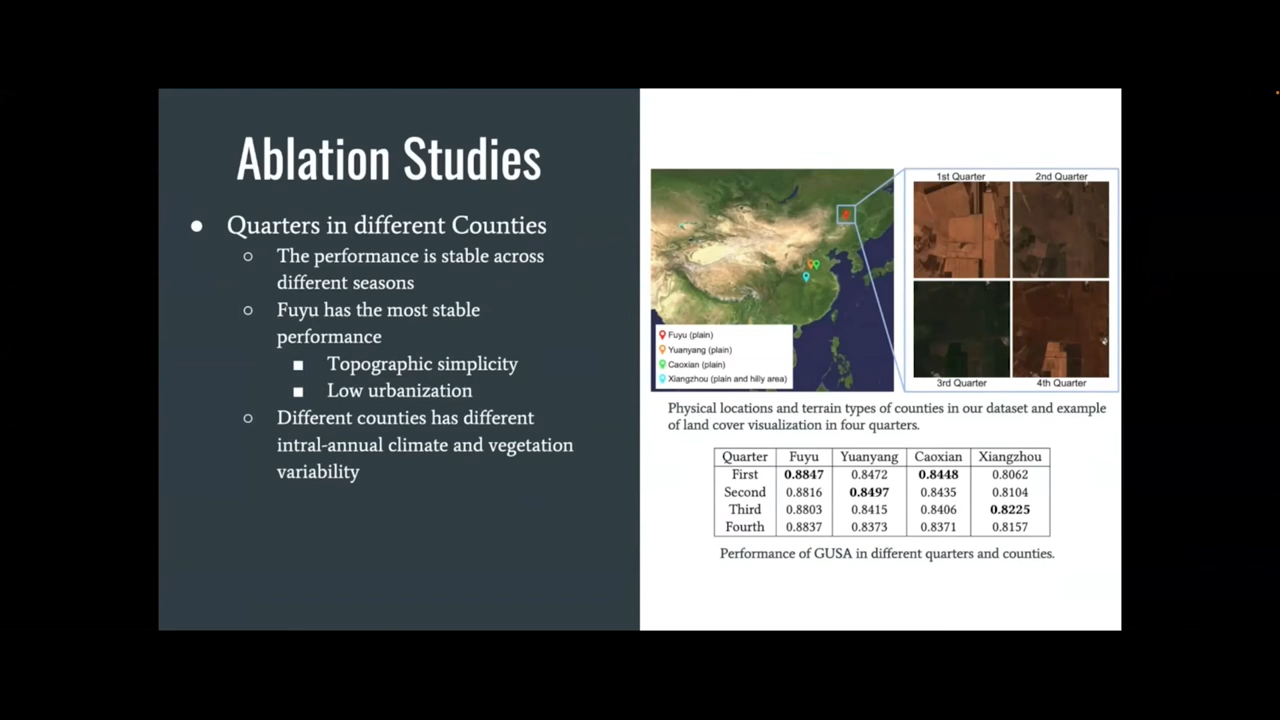 Ablation Studies
● Quarters in different Counties
○ The performance is stable across
different seasons
○ Fuyu has the most stable
performance
■ Topographic simplicity
■ Low urbanization
○ Different counties has different
intral-annual climate and vegetation
variability
1st Quarter 2nd Quarter
3rd Quarter 4th Quarter
Fuyu (plain)
Yuanyang (plain)
Caoxian (plain)
Xiangzhou (plain and hilly area)
Physical locations and terrain types of counties in our dataset and example
of land cover visualization in four quarters.
Quarter Fuyu Yuanyang Caoxian Xiangzhou
First 0.8847 0.8472 0.8448 0.8062
Second 0.8816 0.8497 0.8435 0.8104
Third 0.8803 0.8415 0.8406 0.8225
Fourth 0.8837 0.8373 0.8371 0.8157
Performance of GUSA in different quarters and counties.